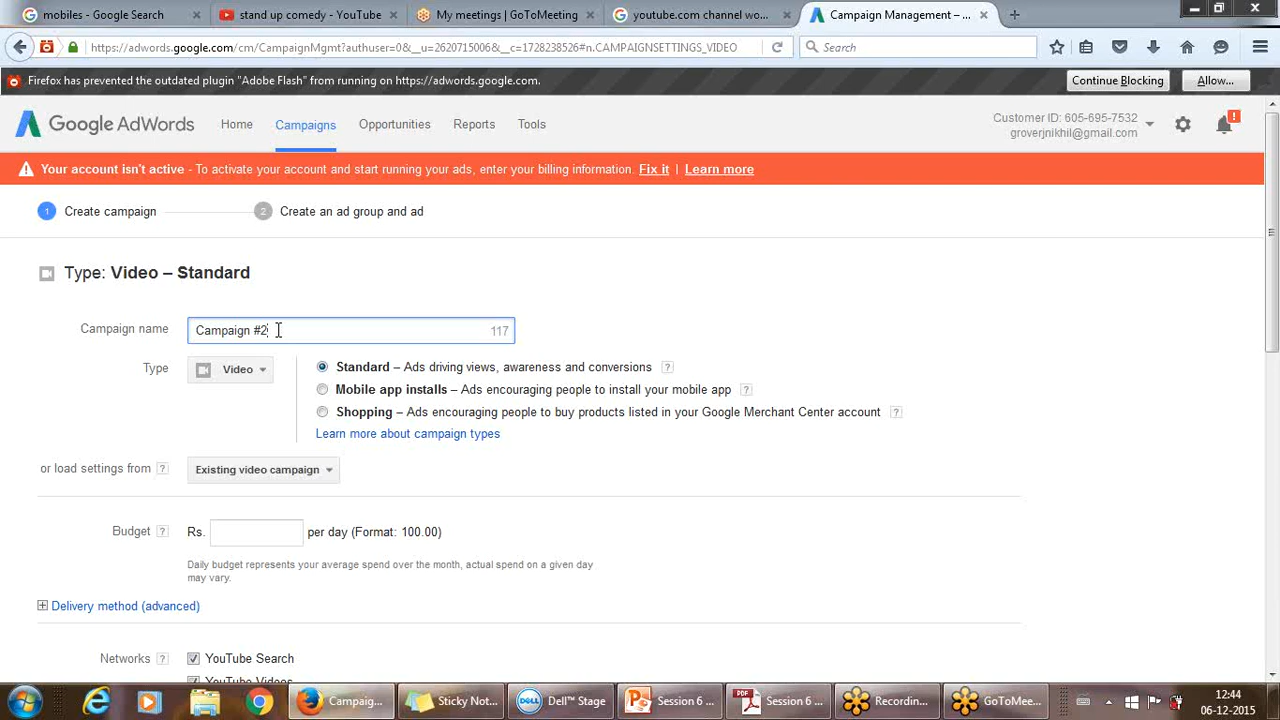 mobiles - Google Search
stand up comedy - YouTube
My meetings | GoToMeeting
youtube.com channel wo...
Campaign Management – ...
https://adwords.google.com/cm/CampaignMgmt?authuser=0&__u=2620715006&__c=1728238526#n.CAMPAIGNSETTINGS_VIDEO
Search
Firefox has prevented the outdated plugin "Adobe Flash" from running on https://adwords.google.com.
Continue Blocking
Allow...
Google AdWords
Home
Campaigns
Opportunities
Reports
Tools
Customer ID: 605-695-7532
groverjnikhil@gmail.com
!
Your account isn't active - To activate your account and start running your ads, enter your billing information. Fix it | Learn more
1 Create campaign
2 Create an ad group and ad
Type: Video – Standard
Campaign name
Campaign #2
117
Type
Video
Standard – Ads driving views, awareness and conversions ?
Mobile app installs – Ads encouraging people to install your mobile app ?
Shopping – Ads encouraging people to buy products listed in your Google Merchant Center account ?
Learn more about campaign types
or load settings from ?
Existing video campaign
Budget ?
Rs.
per day (Format: 100.00)
Daily budget represents your average spend over the month, actual spend on a given day
may vary.
Delivery method (advanced)
Networks ?
YouTube Search
YouTube Videos
Campaig...
Sticky Not...
DELL
Dell™ Stage
Session 6 ...
PDF
Session 6 ...
Recordin...
GoToMee...
12:44
06-12-2015